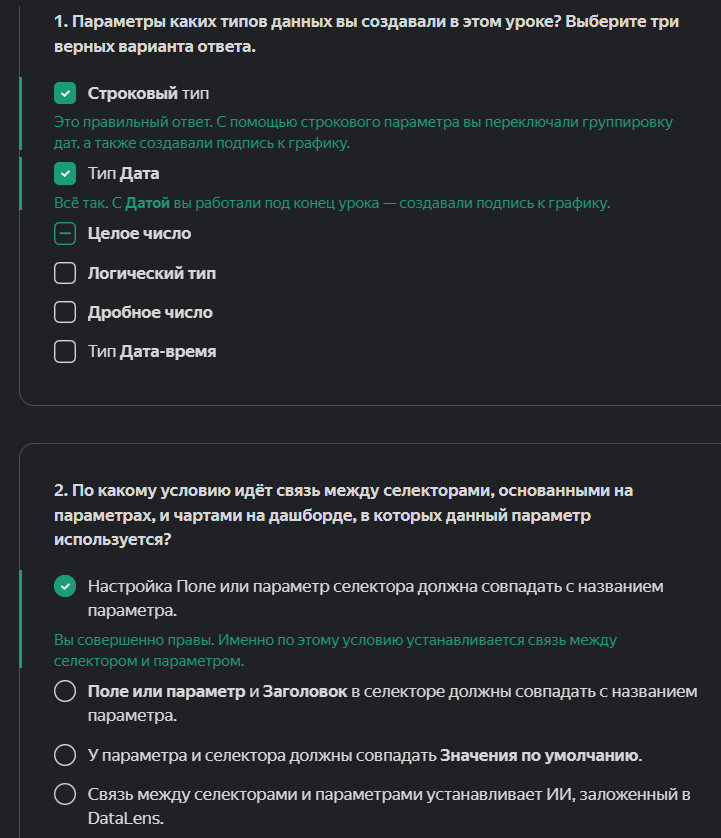 1. Параметры каких типов данных вы создавали в этом уроке? Выберите три
верных варианта ответа.
Строковый тип
Это правильный ответ. С помощью строкового параметра вы переключали группировку
дат, а также создавали подпись к графику.
Тип Дата
Всё так. С Датой вы работали под конец урока — создавали подпись к графику.
Целое число
Логический тип
Дробное число
Тип Дата-время
2. По какому условию идёт связь между селекторами, основанными на
параметрах, и чартами на дашборде, в которых данный параметр
используется?
Настройка Поле или параметр селектора должна совпадать с названием
параметра.
Вы совершенно правы. Именно по этому условию устанавливается связь между
селектором и параметром.
Поле или параметр и Заголовок в селекторе должны совпадать с названием
параметра.
У параметра и селектора должны совпадать Значения по умолчанию.
Связь между селекторами и параметрами устанавливает ИИ, заложенный в
DataLens.